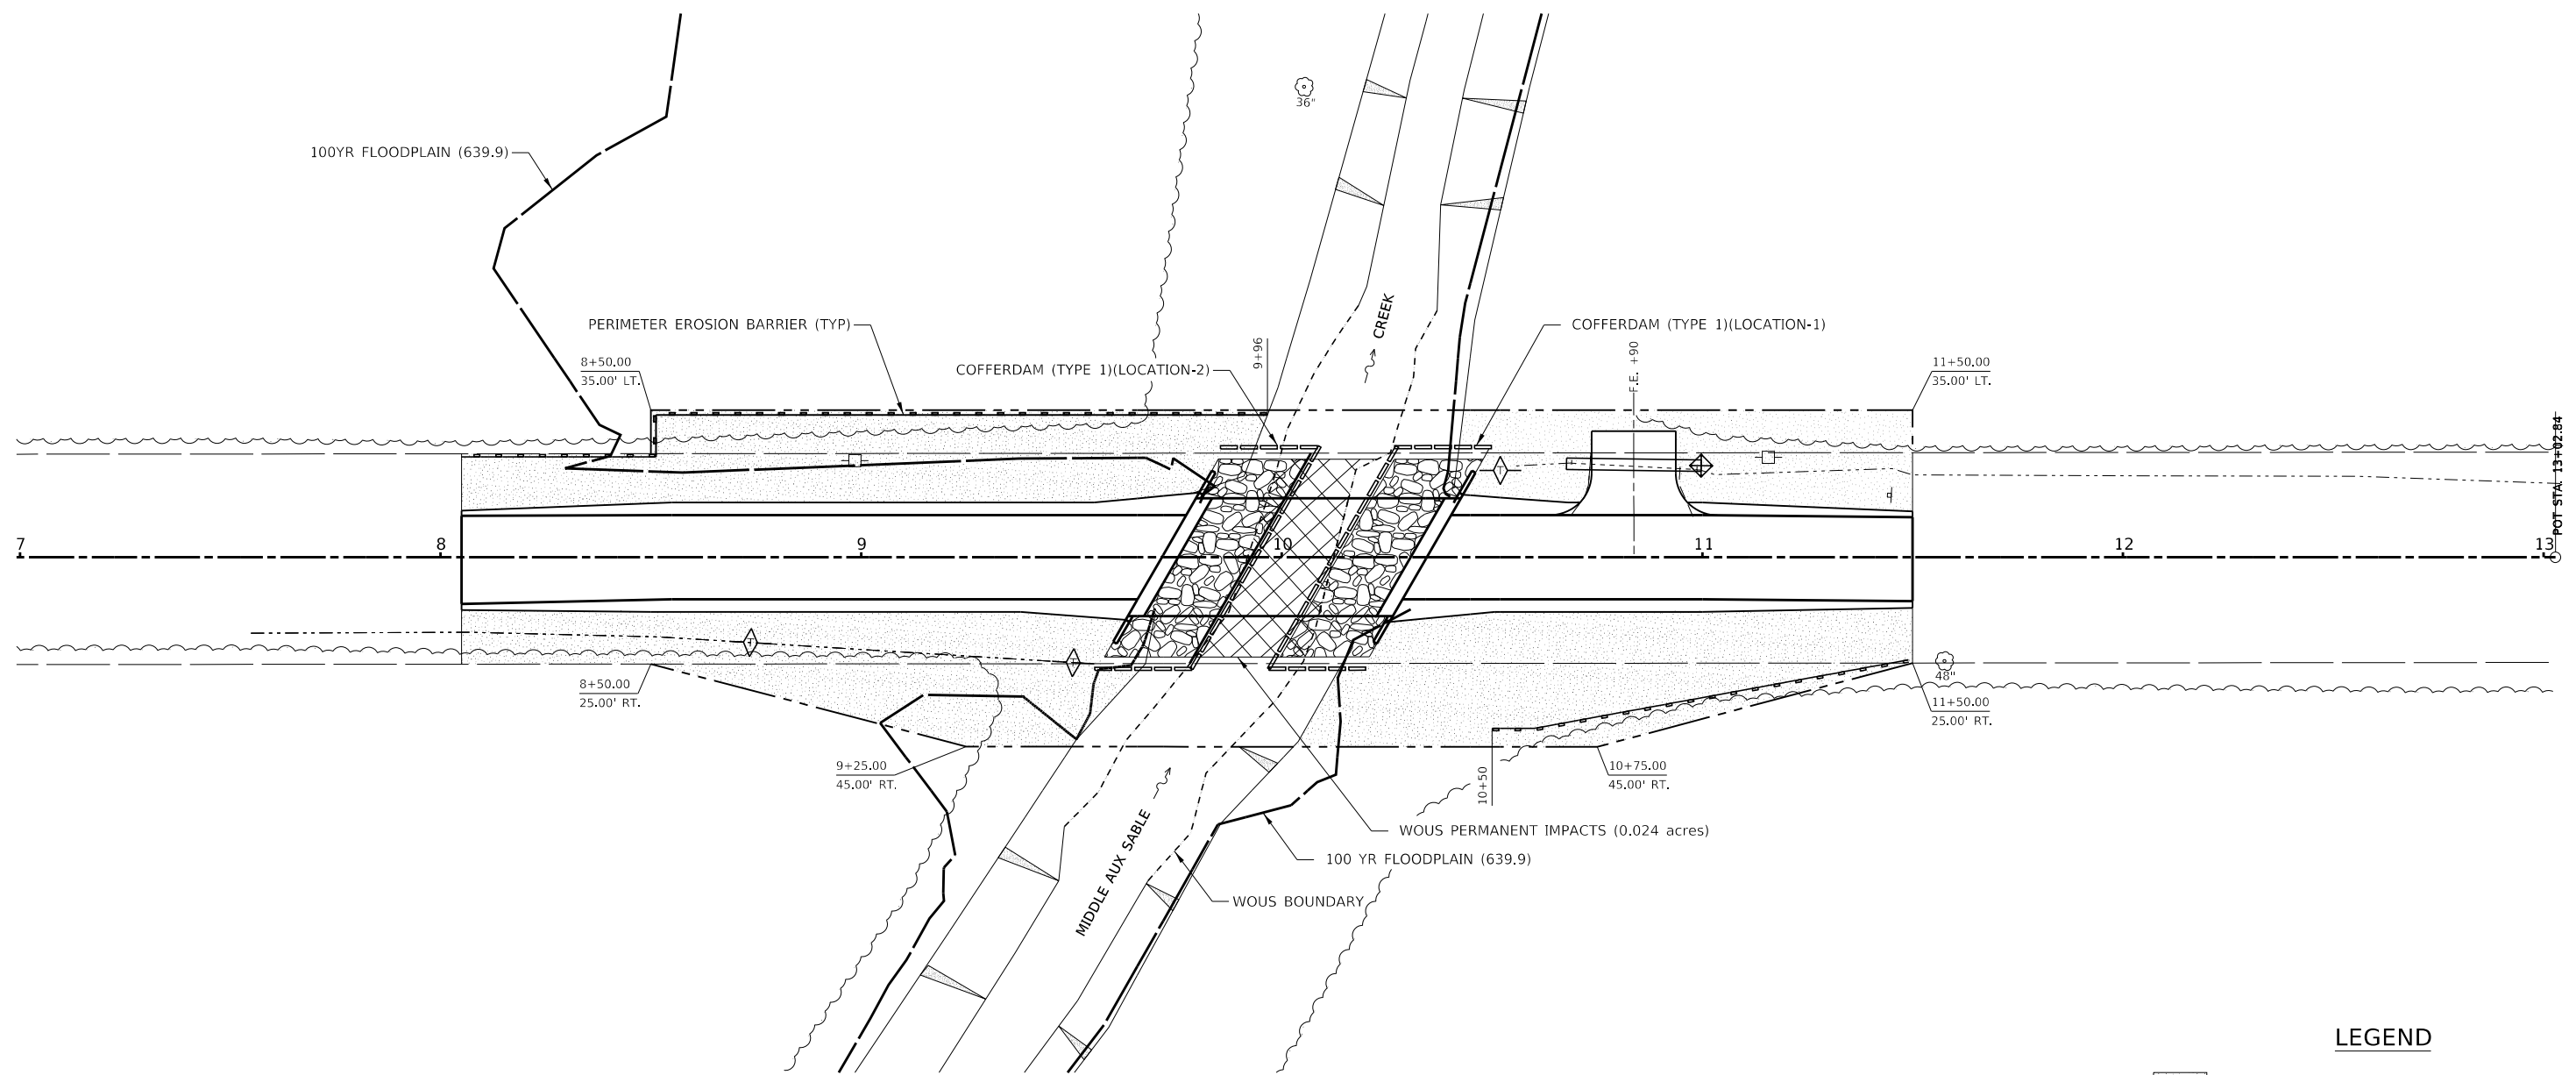 36"
100YR FLOODPLAIN (639.9)
PERIMETER EROSION BARRIER (TYP)
CREEK
COFFERDAM (TYPE 1)(LOCATION-1)
9+96
F.E. +90
8+50.00
35.00' LT.
COFFERDAM (TYPE 1)(LOCATION-2)
11+50.00
35.00' LT.
POT STA. 13+02.84
T
7
8
9
10
11
12
13
T
T
48"
8+50.00
25.00' RT.
11+50.00
25.00' RT.
9+25.00
45.00' RT.
10+50
10+75.00
45.00' RT.
MIDDLE AUX SABLE
WOUS PERMANENT IMPACTS (0.024 acres)
100 YR FLOODPLAIN (639.9)
WOUS BOUNDARY
LEGEND